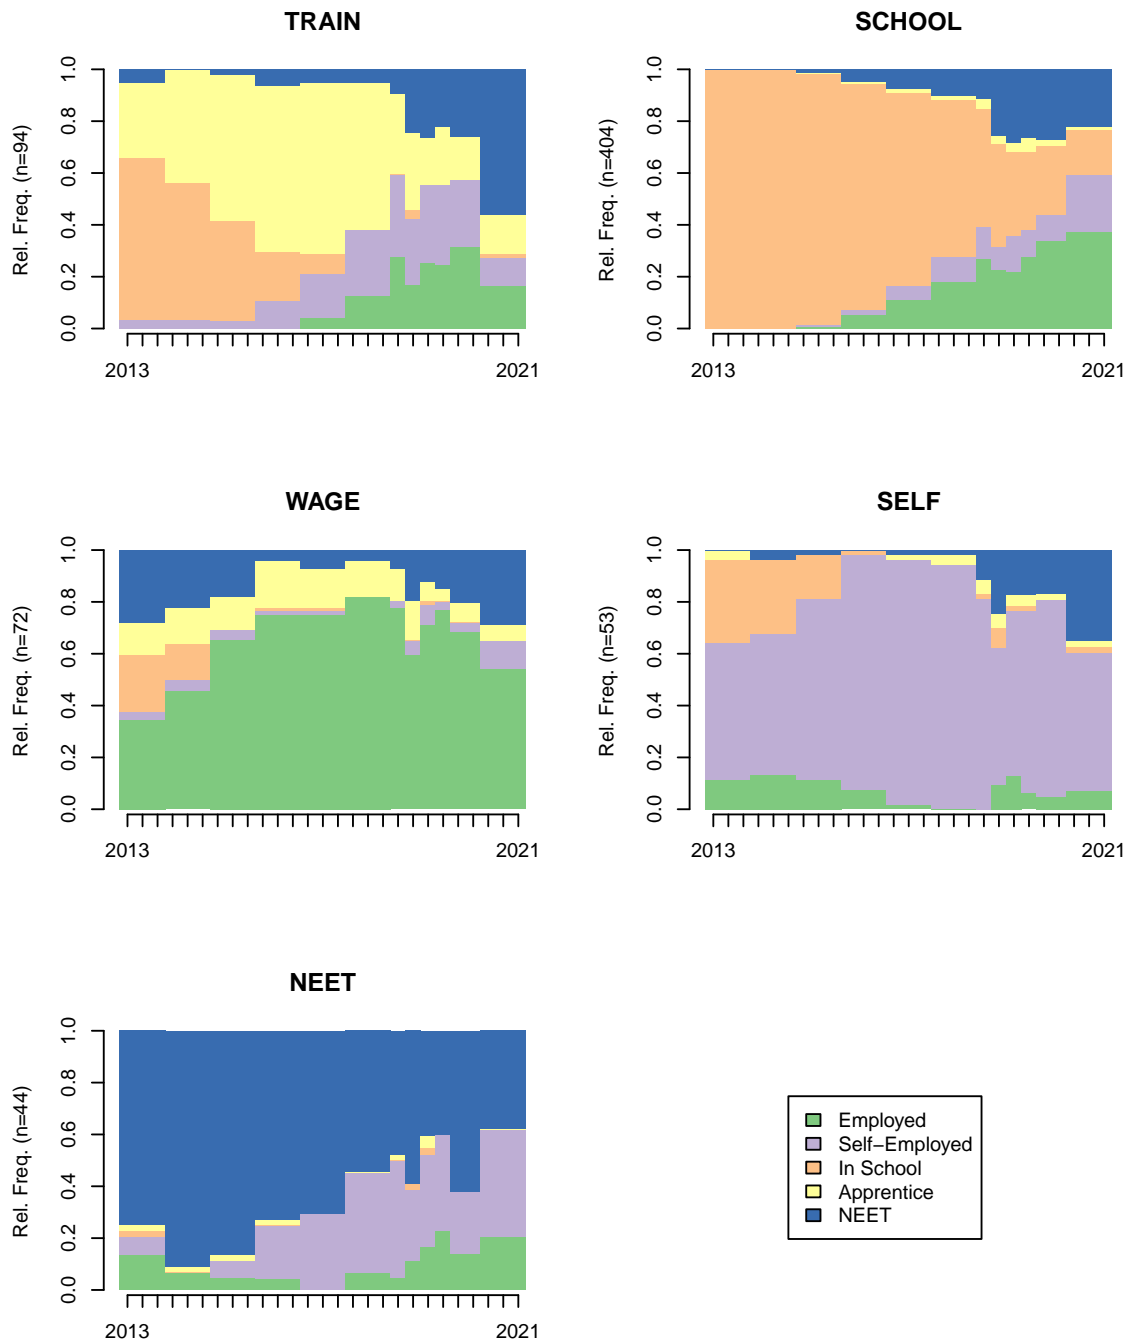 TRAIN
Rel. Freq. (n=94)
1.0
0.8
0.6
0.4
0.2
0.0
2013 2021
SCHOOL
Rel. Freq. (n=404)
1.0
0.8
0.6
0.4
0.2
0.0
2013 2021
WAGE
Rel. Freq. (n=72)
1.0
0.8
0.6
0.4
0.2
0.0
2013 2021
SELF
Rel. Freq. (n=53)
1.0
0.8
0.6
0.4
0.2
0.0
2013 2021
NEET
Rel. Freq. (n=44)
1.0
0.8
0.6
0.4
0.2
0.0
2013 2021
Employed
Self−Employed
In School
Apprentice
NEET